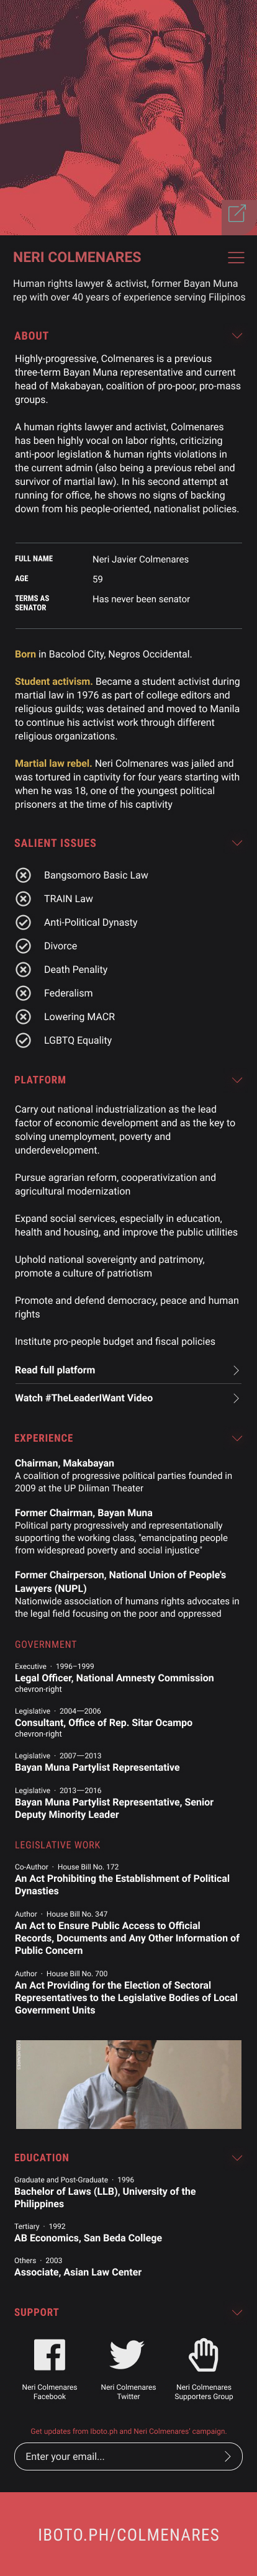 NERI COLMENARES
Human rights lawyer & activist, former Bayan Muna
rep with over 40 years of experience serving Filipinos
ABOUT
Highly-progressive, Colmenares is a previous
three-term Bayan Muna representative and current
head of Makabayan, coalition of pro-poor, pro-mass
groups.
A human rights lawyer and activist, Colmenares
has been highly vocal on labor rights, criticizing
anti-poor legislation & human rights violations in
the current admin (also being a previous rebel and
survivor of martial law). In his second attempt at
running for office, he shows no signs of backing
down from his people-oriented, nationalist policies.
FULL NAME Neri Javier Colmenares
AGE 59
TERMS AS Has never been senator
SENATOR
Born in Bacolod City, Negros Occidental.
Student activism. Became a student activist during
martial law in 1976 as part of college editors and
religious guilds; was detained and moved to Manila
to continue his activist work through different
religious organizations.
Martial law rebel. Neri Colmenares was jailed and
was tortured in captivity for four years starting with
when he was 18, one of the youngest political
prisoners at the time of his captivity
SALIENT ISSUES
Bangsomoro Basic Law
TRAIN Law
Anti-Political Dynasty
Divorce
Death Penality
Federalism
Lowering MACR
LGBTQ Equality
PLATFORM
Carry out national industrialization as the lead
factor of economic development and as the key to
solving unemployment, poverty and
underdevelopment.
Pursue agrarian reform, cooperativization and
agricultural modernization
Expand social services, especially in education,
health and housing, and improve the public utilities
Uphold national sovereignty and patrimony,
promote a culture of patriotism
Promote and defend democracy, peace and human
rights
Institute pro-people budget and fiscal policies
Read full platform
Watch #TheLeaderIWant Video
EXPERIENCE
Chairman, Makabayan
A coalition of progressive political parties founded in
2009 at the UP Diliman Theater
Former Chairman, Bayan Muna
Political party progressively and representationally
supporting the working class, "emancipating people
from widespread poverty and social injustice"
Former Chairperson, National Union of People's
Lawyers (NUPL)
Nationwide association of humans rights advocates in
the legal field focusing on the poor and oppressed
GOVERNMENT
Executive · 1996–1999
Legal Officer, National Amnesty Commission
chevron-right
Legislative · 2004—2006
Consultant, Office of Rep. Sitar Ocampo
chevron-right
Legislative · 2007—2013
Bayan Muna Partylist Representative
Legislative · 2013—2016
Bayan Muna Partylist Representative, Senior
Deputy Minority Leader
LEGISLATIVE WORK
Co-Author · House Bill No. 172
An Act Prohibiting the Establishment of Political
Dynasties
Author · House Bill No. 347
An Act to Ensure Public Access to Official
Records, Documents and Any Other Information of
Public Concern
Author · House Bill No. 700
An Act Providing for the Election of Sectoral
Representatives to the Legislative Bodies of Local
Government Units
EDUCATION
Graduate and Post-Graduate · 1996
Bachelor of Laws (LLB), University of the
Philippines
Tertiary · 1992
AB Economics, San Beda College
Others · 2003
Associate, Asian Law Center
SUPPORT
Neri Colmenares Neri Colmenares Neri Colmenares
Facebook Twitter Supporters Group
Get updates from Iboto.ph and Neri Colmenares' campaign.
Enter your email...
IBOTO.PH/COLMENARES